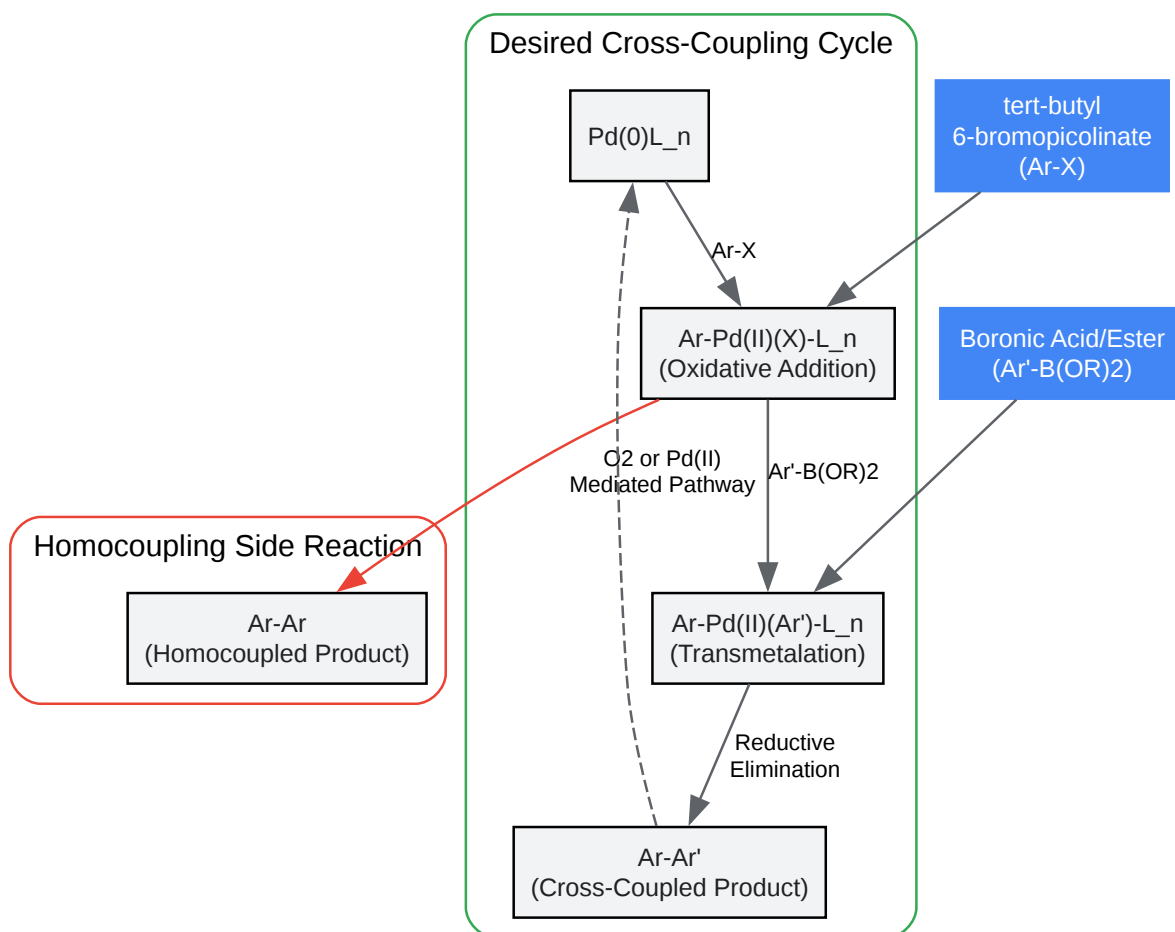 Desired Cross-Coupling Cycle
Pd(0)L_n
tert-butyl
6-bromopicolinate
(Ar-X)
Ar-X
Ar-Pd(II)(X)-L_n
(Oxidative Addition)
Boronic Acid/Ester
(Ar'-B(OR)2)
O2 or Pd(II)
Mediated Pathway
Ar'-B(OR)2
Homocoupling Side Reaction
Ar-Ar
(Homocoupled Product)
Ar-Pd(II)(Ar')-L_n
(Transmetalation)
Reductive
Elimination
Ar-Ar'
(Cross-Coupled Product)